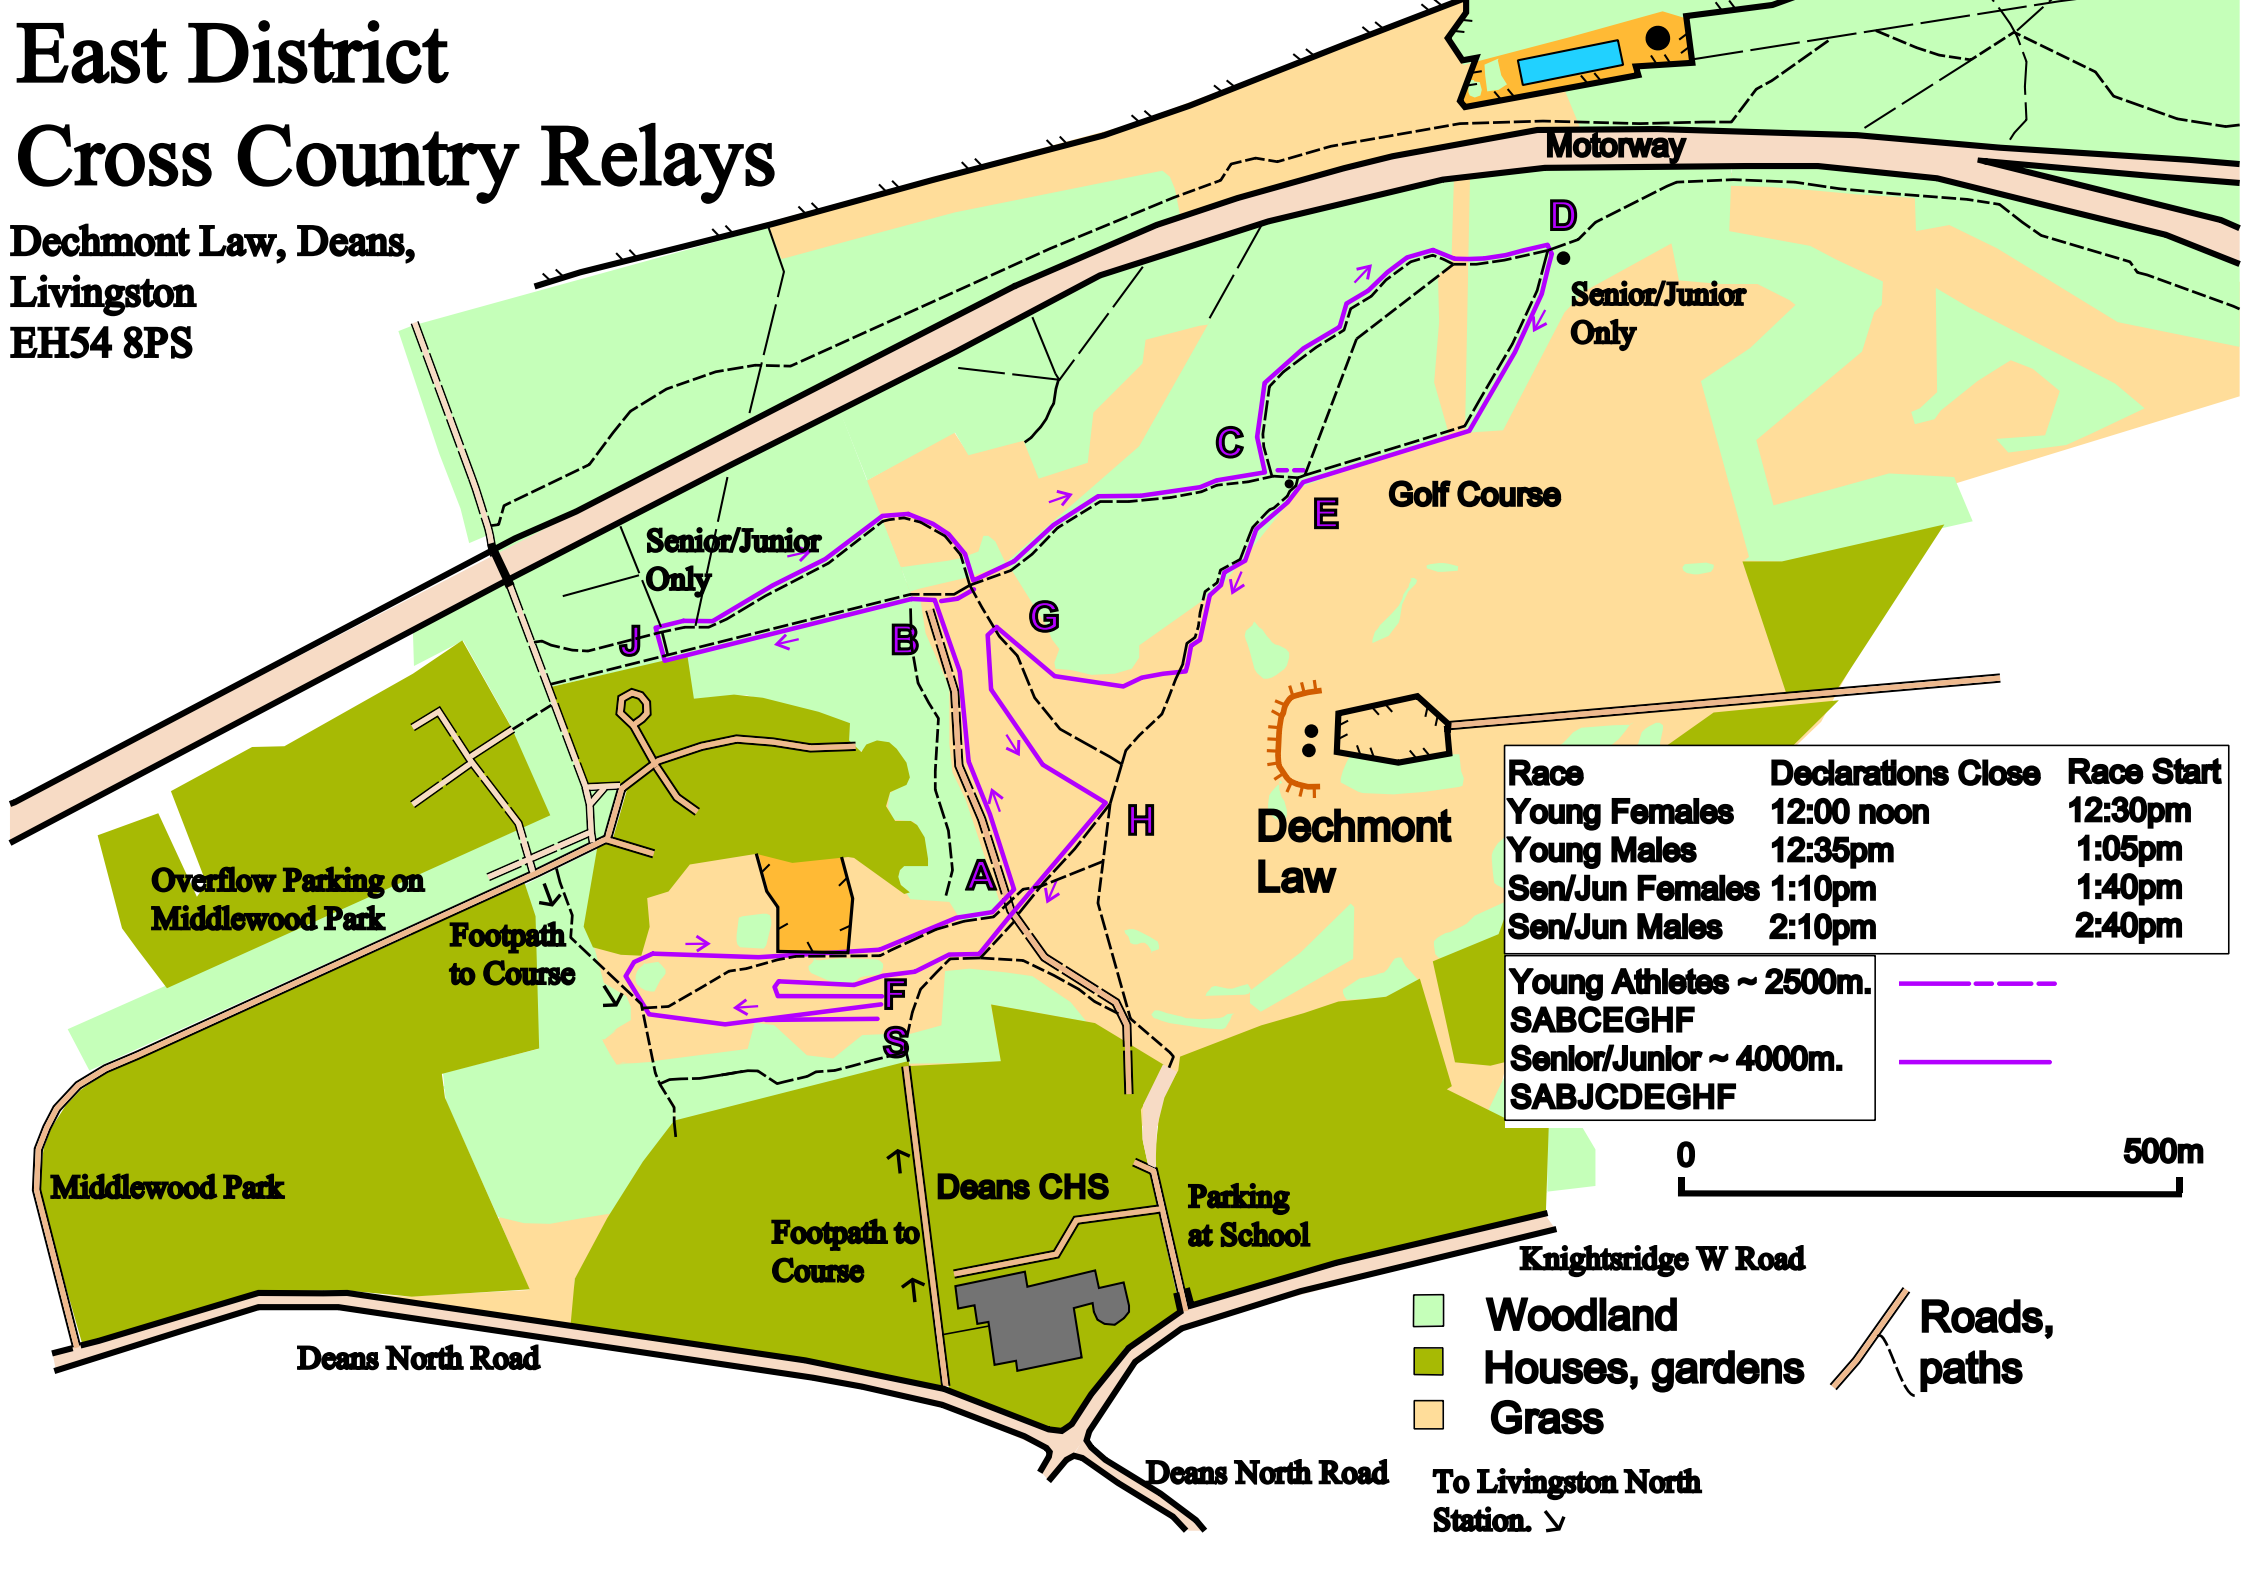 East District
Cross Country Relays
Dechmont Law, Deans,
Livingston
EH54 8PS
Motorway
D
Senior/Junior
Only
C
E
Golf Course
Senior/Junior
Only
J
B
G
H
A
Dechmont
Law
Race Declarations Close Race Start
Young Females 12:00 noon 12:30pm
Young Males 12:35pm 1:05pm
Sen/Jun Females 1:10pm 1:40pm
Sen/Jun Males 2:10pm 2:40pm
Overflow Parking on
Middlewood Park
Footpath
to Course
F
S
Young Athletes ~ 2500m.
SABCEGHF
Senior/Junior ~ 4000m.
SABJCDEGHF
0 500m
Middlewood Park
Deans CHS
Parking
at School
Footpath to
Course
Knightsridge W Road
Woodland
Houses, gardens
Grass
Roads,
paths
Deans North Road
Deans North Road
To Livingston North
Station.